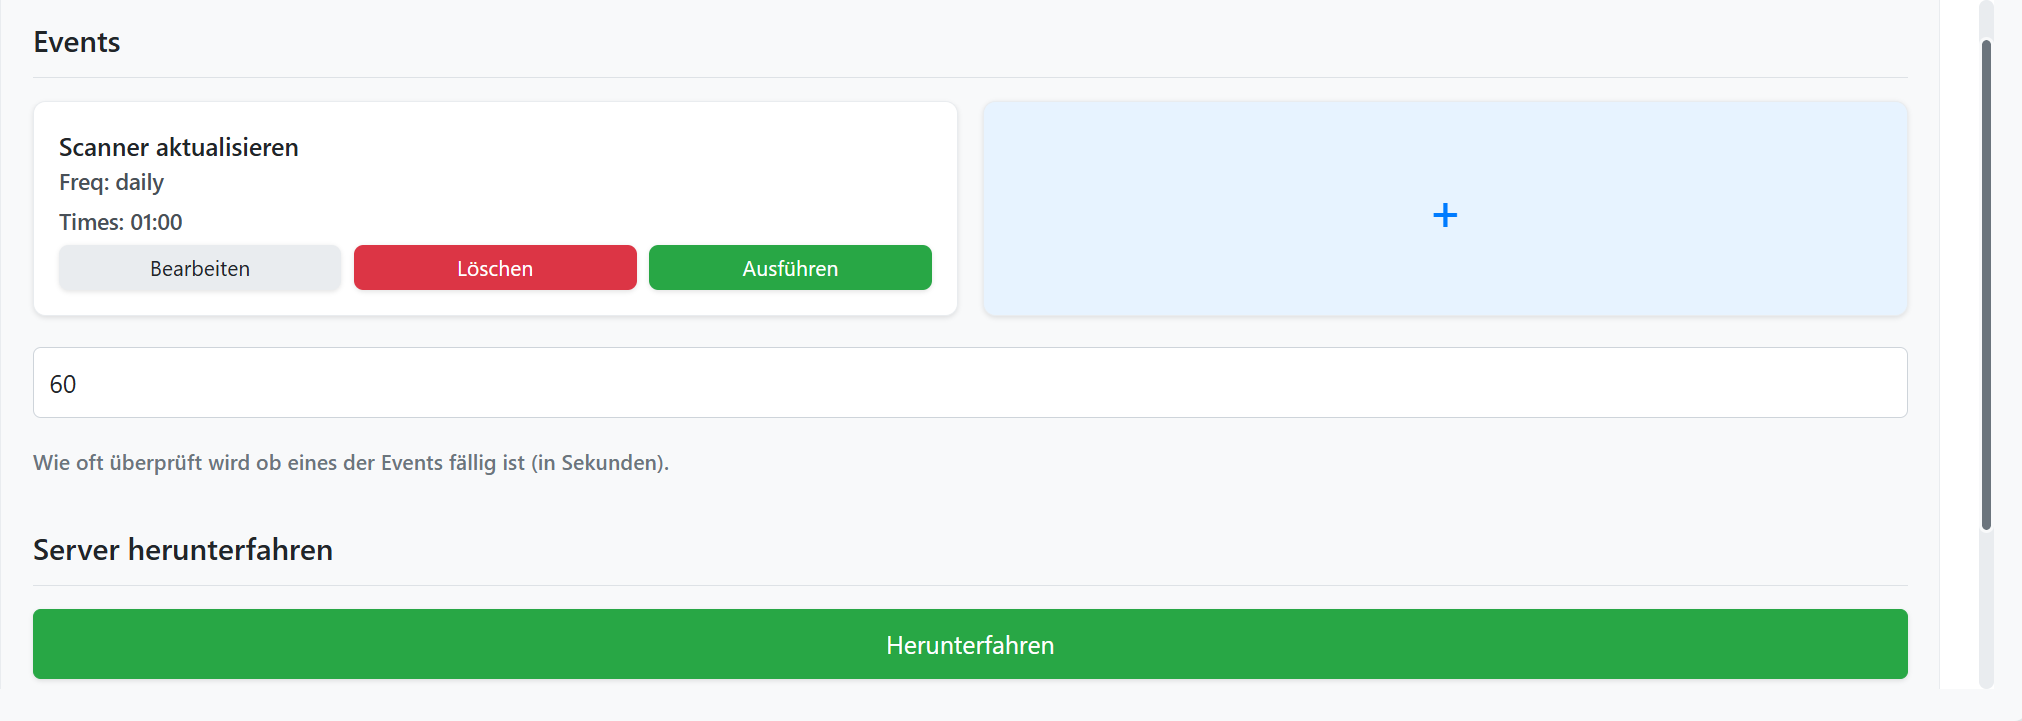 Events
Scanner aktualisieren
Freq: daily
Times: 01:00
Bearbeiten
Löschen
Ausführen
+
60
Wie oft überprüft wird ob eines der Events fällig ist (in Sekunden).
Server herunterfahren
Herunterfahren